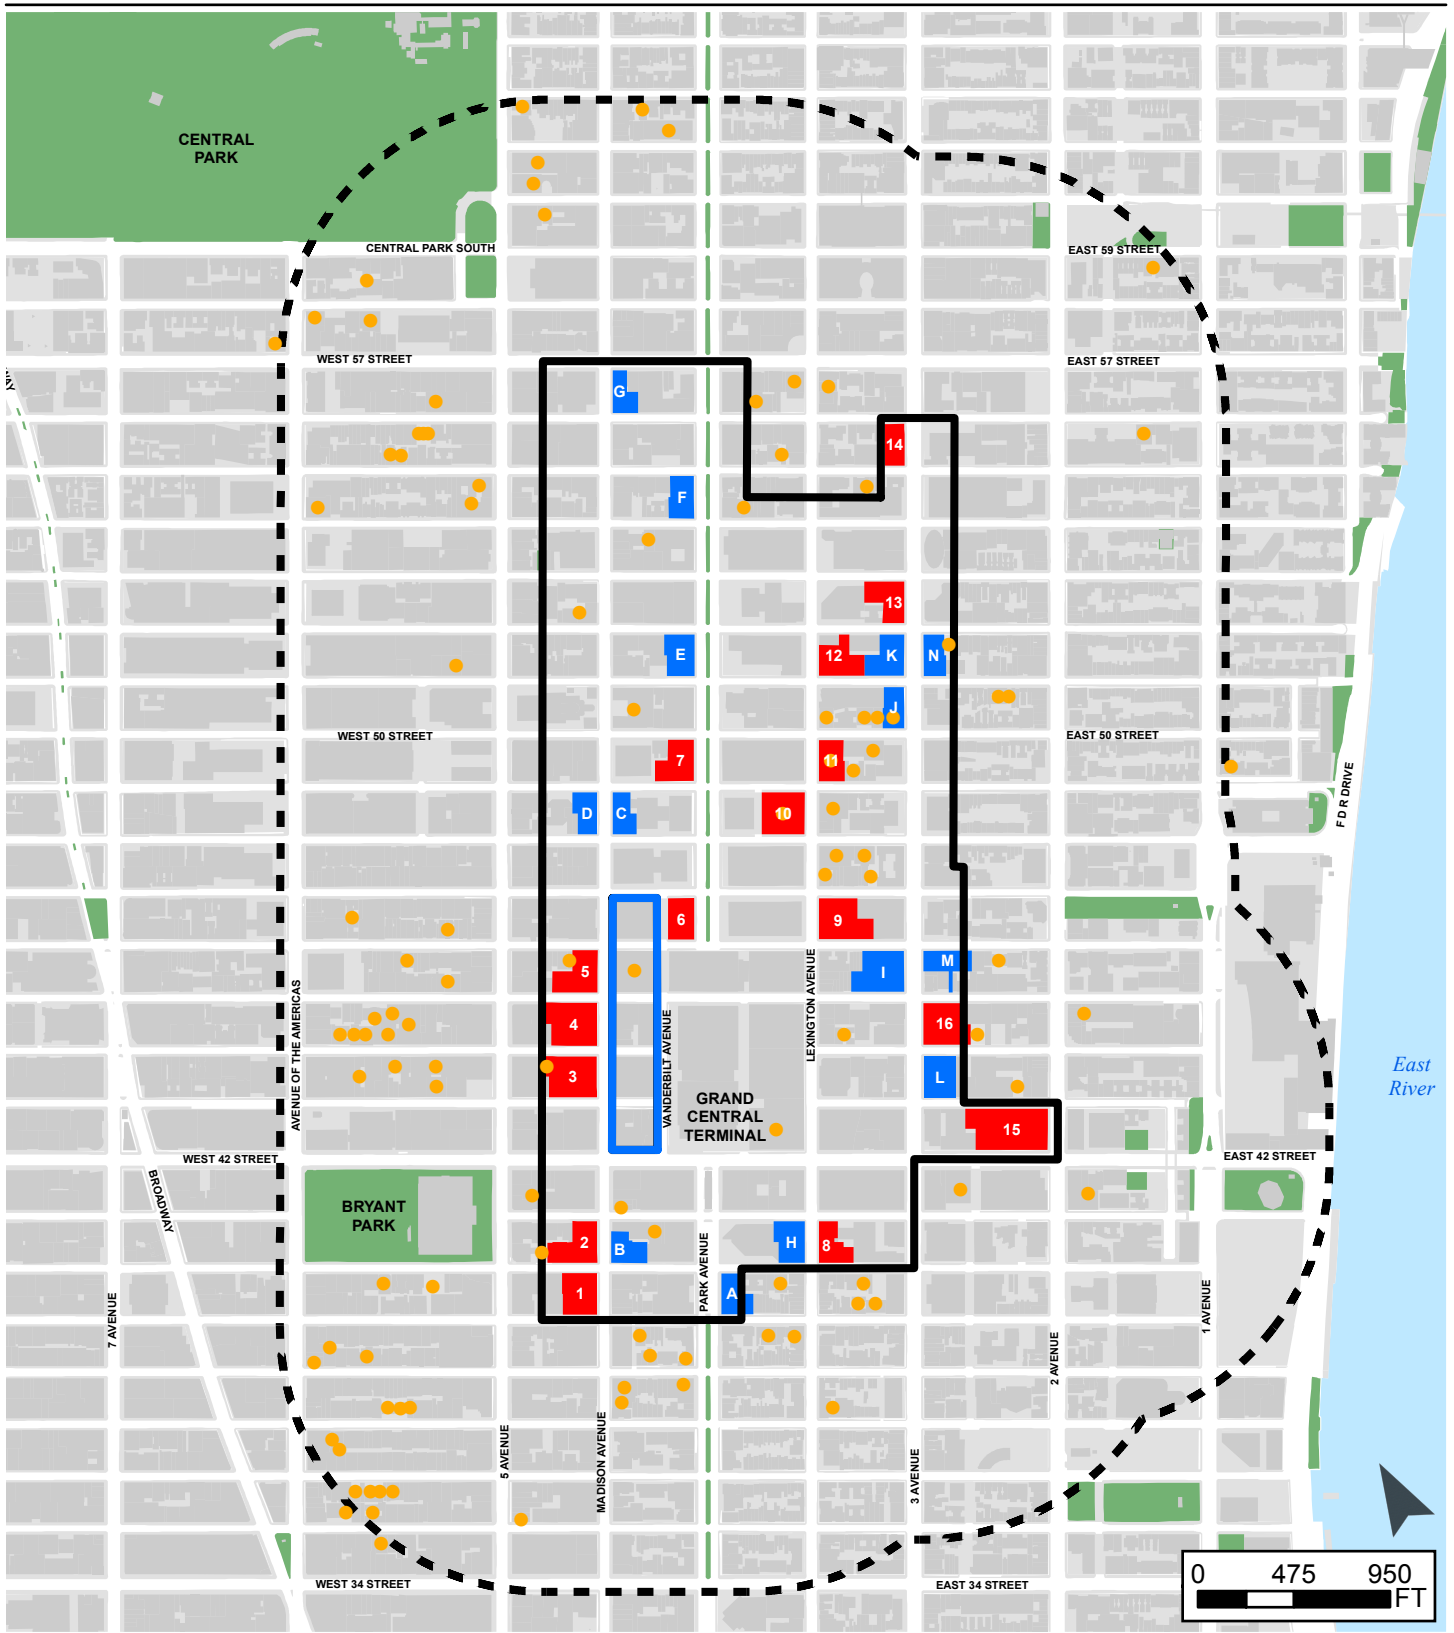 CENTRAL
PARK
CENTRAL PARK SOUTH
EAST 59 STREET
WEST 57 STREET
EAST 57 STREET
G
14
F
13
E
12
K
N
J
WEST 50 STREET
EAST 50 STREET
7
11
D
C
10
F D R DRIVE
6
9
LEXINGTON AVENUE
5
I
M
AVENUE OF THE AMERICAS
VANDERBILT AVENUE
4
16
3
L
East
River
GRAND
CENTRAL
TERMINAL
15
WEST 42 STREET
EAST 42 STREET
BROADWAY
BRYANT
PARK
2
B
PARK AVENUE
H
8
1
A
7 AVENUE
1 AVENUE
2 AVENUE
5 AVENUE
MADISON AVENUE
3 AVENUE
WEST 34 STREET
EAST 34 STREET
0 475 950
FT